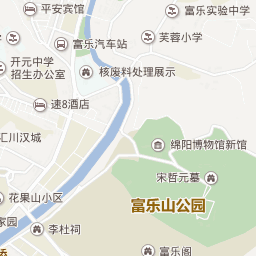 平安宾馆
富乐实验中学
富乐汽车站
芙蓉小学
开元中学
招生办公室
核废料处理展示
速8酒店
汇川汉城
绵阳博物馆新馆
宋哲元墓
花果山小区
富乐山公园
家园
李杜祠
富乐阁
桥